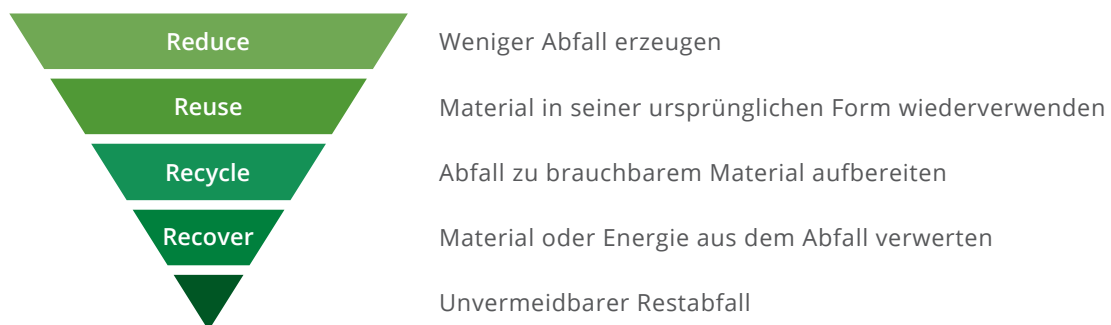 Reduce Weniger Abfall erzeugen
Reuse Material in seiner ursprünglichen Form wiederverwenden
Recycle Abfall zu brauchbarem Material aufbereiten
Recover Material oder Energie aus dem Abfall verwerten
Unvermeidbarer Restabfall